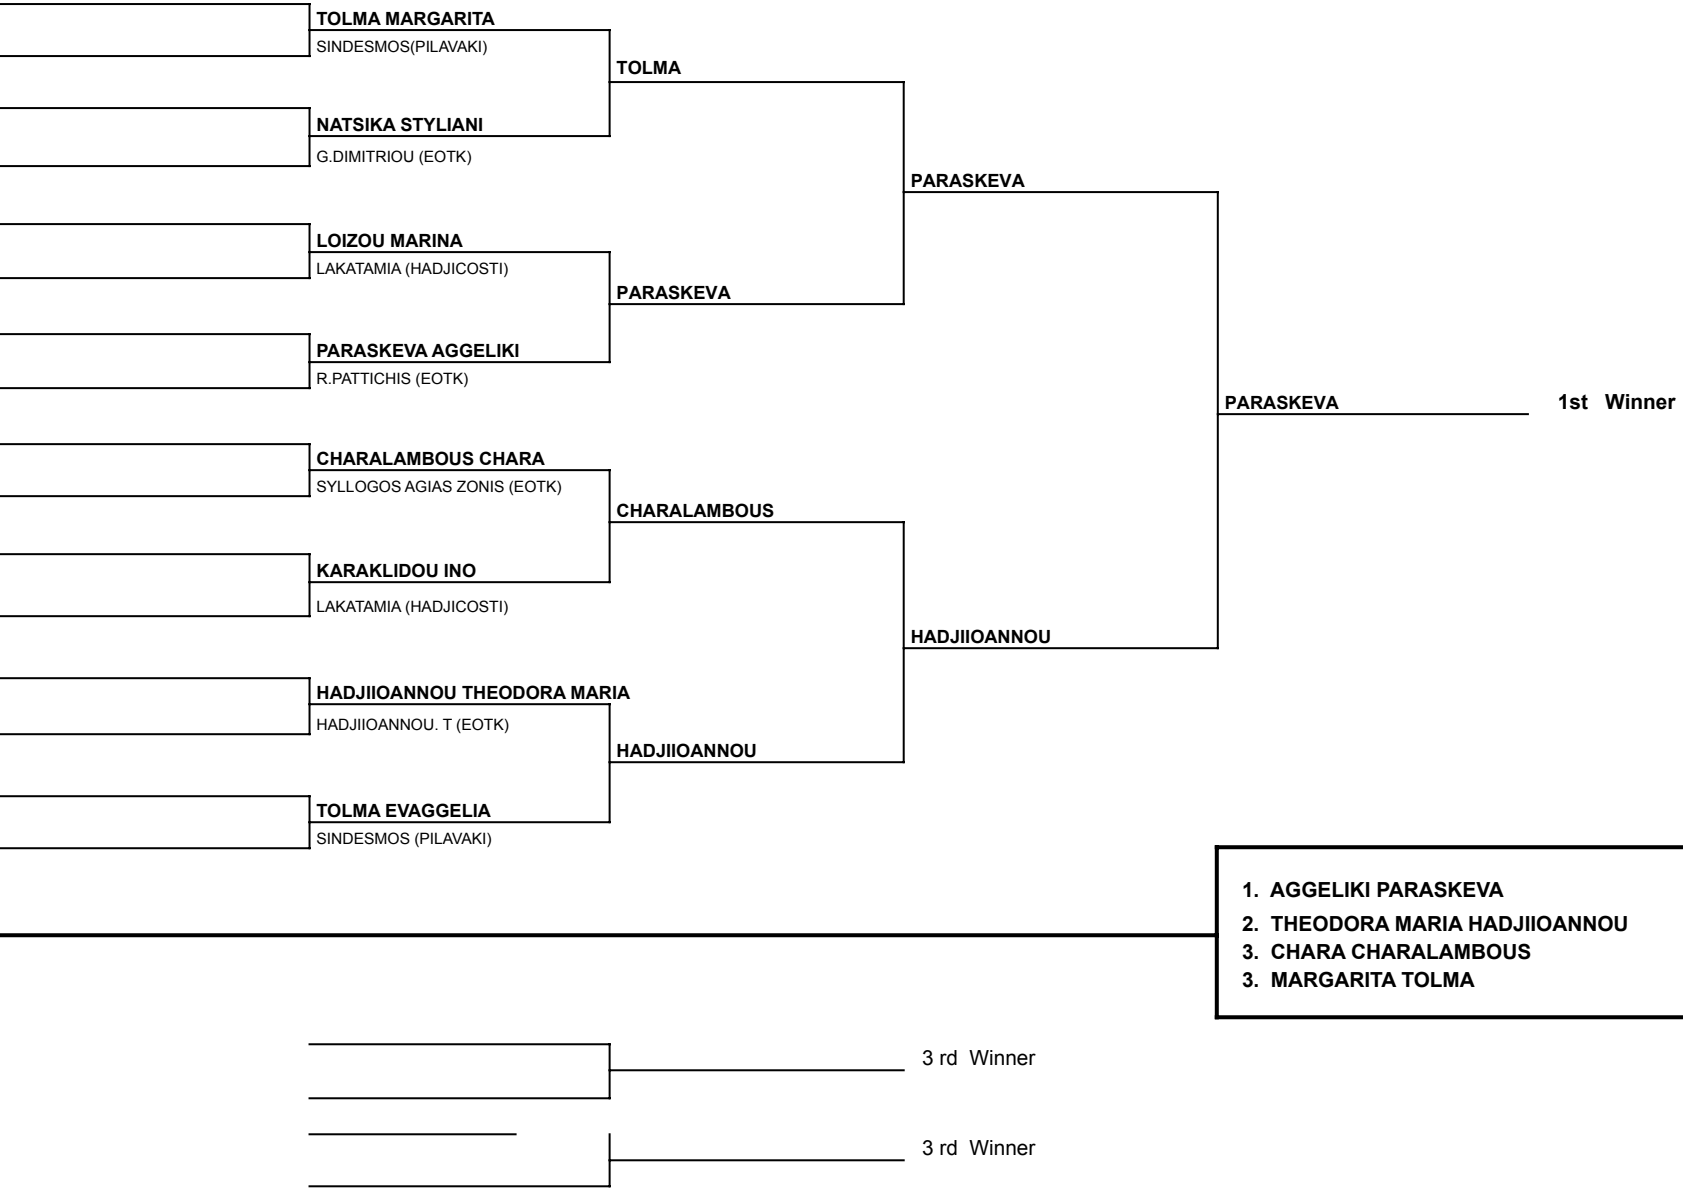 TOLMA MARGARITA
SINDESMOS(PILAVAKI)
TOLMA
NATSIKA STYLIANI
G.DIMITRIOU (EOTK)
PARASKEVA
LOIZOU MARINA
LAKATAMIA (HADJICOSTI)
PARASKEVA
PARASKEVA AGGELIKI
R.PATTICHIS (EOTK)
PARASKEVA 1st Winner
CHARALAMBOUS CHARA
SYLLOGOS AGIAS ZONIS (EOTK)
CHARALAMBOUS
KARAKLIDOU INO
LAKATAMIA (HADJICOSTI)
HADJIIOANNOU
HADJIIOANNOU THEODORA MARIA
HADJIIOANNOU. T (EOTK)
HADJIIOANNOU
TOLMA EVAGGELIA
SINDESMOS (PILAVAKI)
1. AGGELIKI PARASKEVA
2. THEODORA MARIA HADJIIOANNOU
3. CHARA CHARALAMBOUS
3. MARGARITA TOLMA
3 rd Winner
3 rd Winner